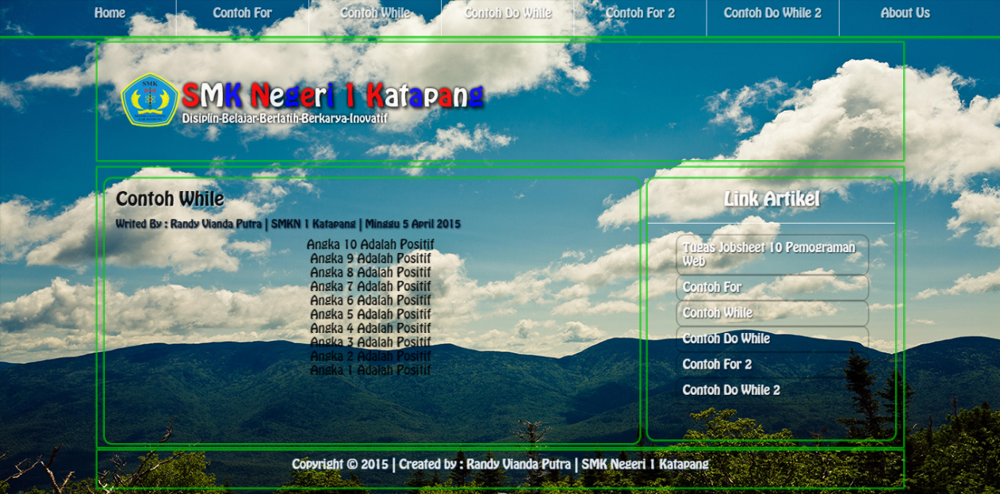 Home
Contoh For
Contoh While
Contoh Do While
Contoh For 2
Contoh Do While 2
About Us
SMK
SMK Negeri 1 Katapang
Disiplin-Belajar-Berlatih-Berkarya-Inovatif
Contoh While
Writed By : Randy Vianda Putra | SMKN 1 Katapang | Minggu 5 April 2015
Angka 10 Adalah Positif
Angka 9 Adalah Positif
Angka 8 Adalah Positif
Angka 7 Adalah Positif
Angka 6 Adalah Positif
Angka 5 Adalah Positif
Angka 4 Adalah Positif
Angka 3 Adalah Positif
Angka 2 Adalah Positif
Angka 1 Adalah Positif
Link Artikel
Tugas Jobsheet 10 Pemograman
Web
Contoh For
Contoh While
Contoh Do While
Contoh For 2
Contoh Do While 2
Copyright © 2015 | Created by : Randy Vianda Putra | SMK Negeri 1 Katapang